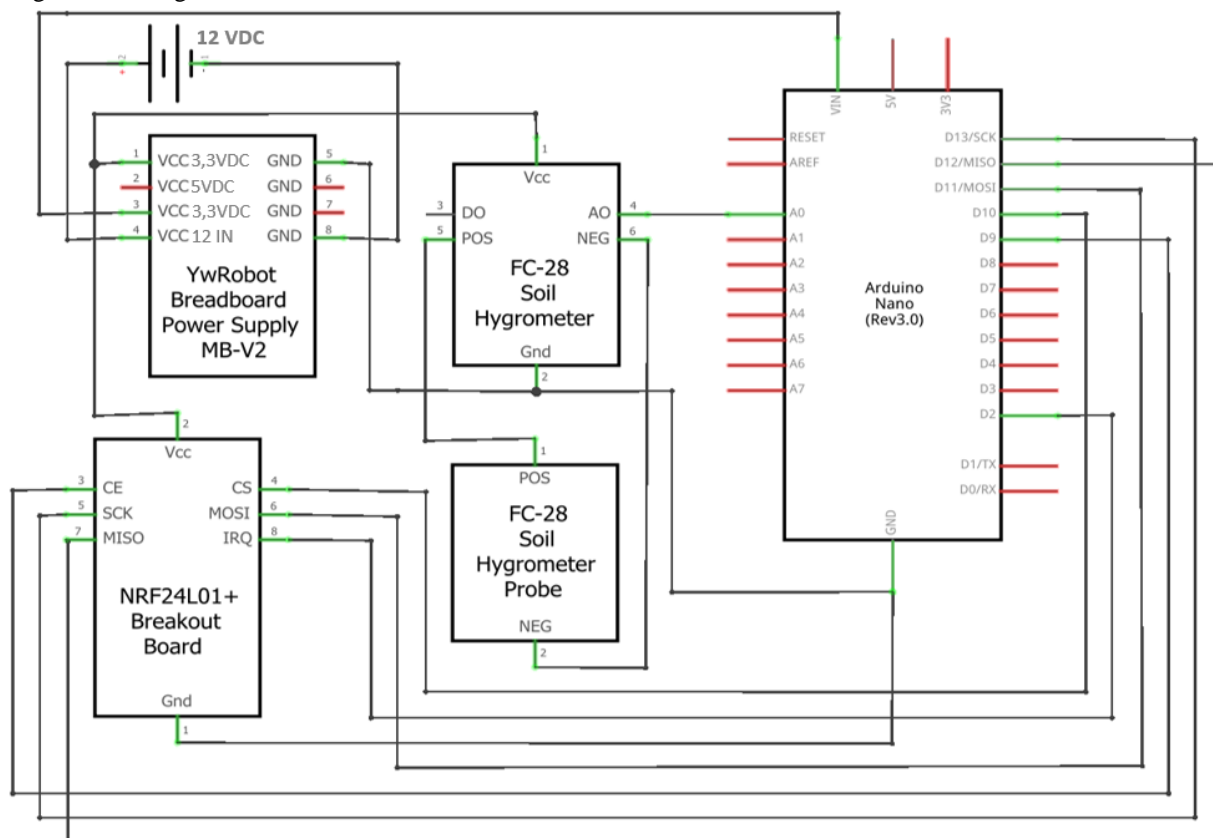 12 VDC
2
+
1
-
VIN
5V
3V3
1 VCC 3,3VDC GND 5
2 VCC 5VDC GND 6
3 VCC 3,3VDC GND 7
4 VCC 12 IN GND 8
YwRobot
Breadboard
Power Supply
MB-V2
1
Vcc
3 DO AO 4
5 POS NEG 6
FC-28
Soil
Hygrometer
Gnd
2
RESET D13/SCK
AREF D12/MISO
D11/MOSI
A0 D10
A1 D9
A2 D8
A3 D7
A4 D6
A5 D5
A6 D4
A7 D3
D2
D1/TX
D0/RX
Arduino
Nano
(Rev3.0)
GND
2
Vcc
3 CE CS 4
5 SCK MOSI 6
7 MISO IRQ 8
NRF24L01+
Breakout
Board
Gnd
1
1
POS
FC-28
Soil
Hygrometer
Probe
NEG
2